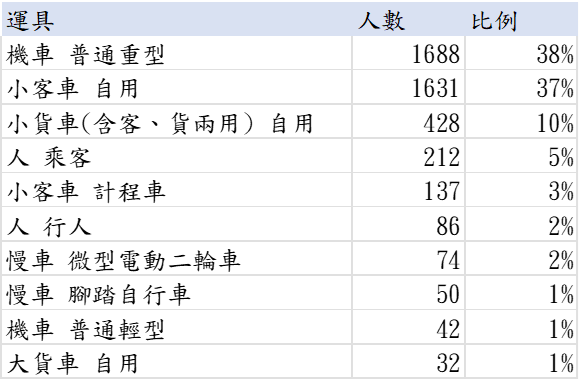 運具 人數 比例
機車 普通重型 1688 38%
小客車 自用 1631 37%
小貨車(含客、貨兩用) 自用 428 10%
人 乘客 212 5%
小客車 計程車 137 3%
人 行人 86 2%
慢車 微型電動二輪車 74 2%
慢車 腳踏自行車 50 1%
機車 普通輕型 42 1%
大貨車 自用 32 1%